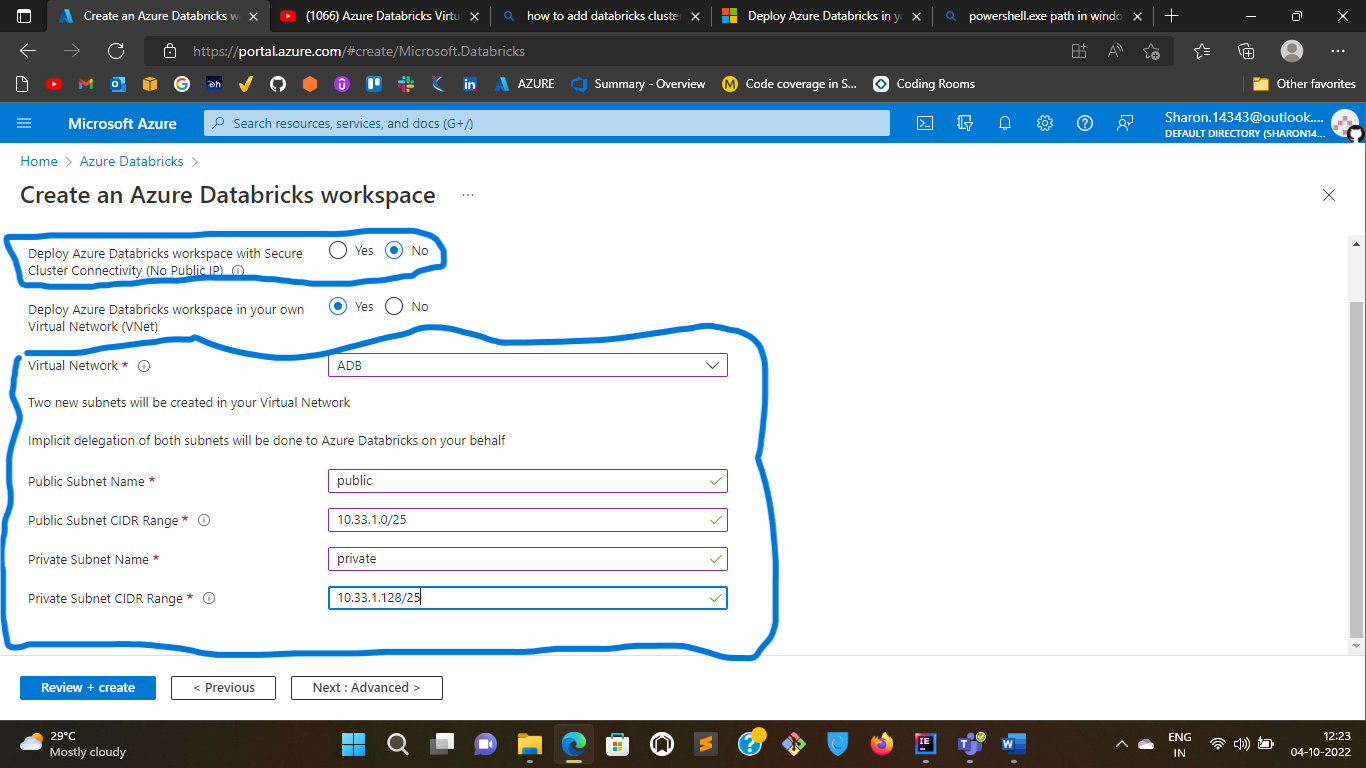 Create an Azure Databricks w
(1066) Azure Databricks Virtu
how to add databricks cluster
Deploy Azure Databricks in y
powershell.exe path in windo
https://portal.azure.com/#create/Microsoft.Databricks
AZURE
Summary - Overview
Code coverage in S...
Coding Rooms
Other favorites
Microsoft Azure
Search resources, services, and docs (G+/)
Sharon.14343@outlook....
DEFAULT DIRECTORY (SHARON14...
Home > Azure Databricks >
Create an Azure Databricks workspace ...
Deploy Azure Databricks workspace with Secure
Cluster Connectivity (No Public IP)
Yes No
Deploy Azure Databricks workspace in your own
Virtual Network (VNet)
Yes No
Virtual Network * ADB
Two new subnets will be created in your Virtual Network
Implicit delegation of both subnets will be done to Azure Databricks on your behalf
Public Subnet Name * public
Public Subnet CIDR Range * 10.33.1.0/25
Private Subnet Name * private
Private Subnet CIDR Range * 10.33.1.128/25
Review + create
< Previous
Next : Advanced >
29°C
Mostly cloudy
ENG
IN
12:23
04-10-2022